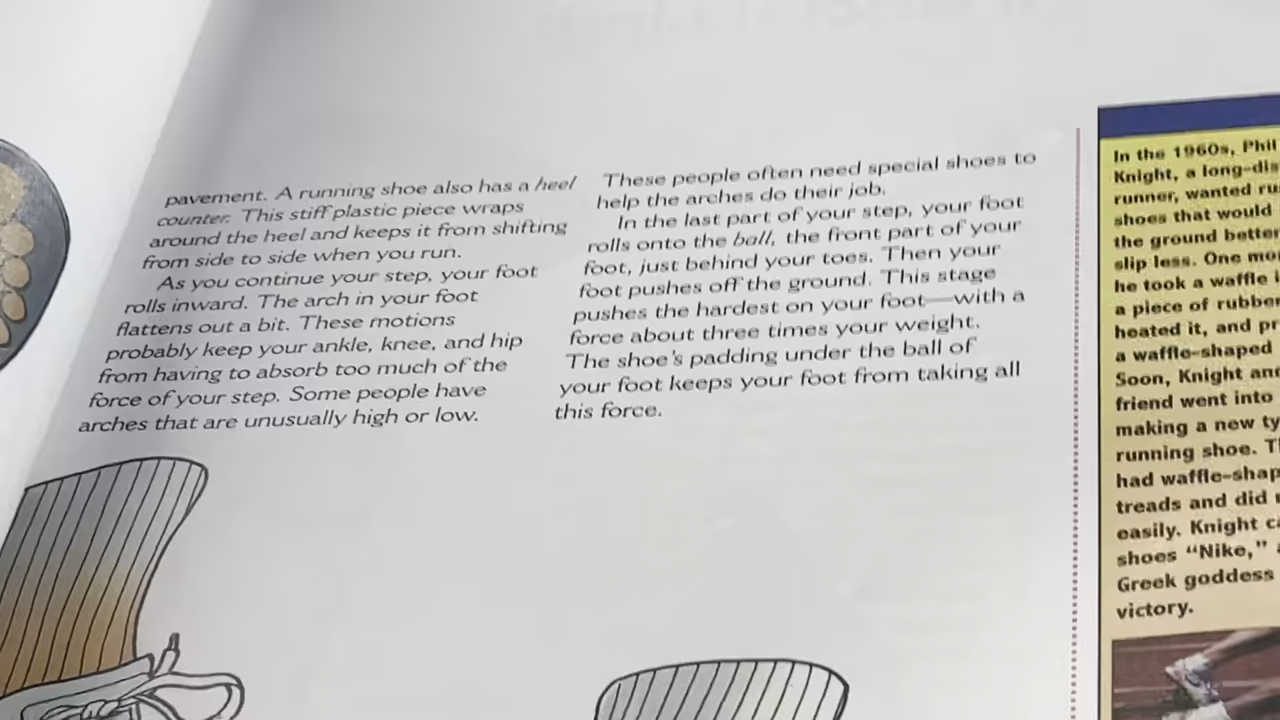 pavement. A running shoe also has a heel
counter. This stiff plastic piece wraps
around the heel and keeps it from shifting
from side to side when you run.
As you continue your step, your foot
rolls inward. The arch in your foot
flattens out a bit. These motions
probably keep your ankle, knee, and hip
from having to absorb too much of the
force of your step. Some people have
arches that are unusually high or low.
These people often need special shoes to
help the arches do their job.
In the last part of your step, your foot
rolls onto the ball, the front part of your
foot, just behind your toes. Then your
foot pushes off the ground. This stage
pushes the hardest on your foot—with a
force about three times your weight.
The shoe's padding under the ball of
your foot keeps your foot from taking all
this force.
In the 1960s, Phil
Knight, a long-dis
runner, wanted ru
shoes that would
the ground better
slip less. One mo
he took a waffle i
a piece of rubber
heated it, and pr
a waffle-shaped
Soon, Knight and
friend went into
making a new ty
running shoe. T
had waffle-shap
treads and did
easily. Knight ca
shoes "Nike,"
Greek goddess
victory.